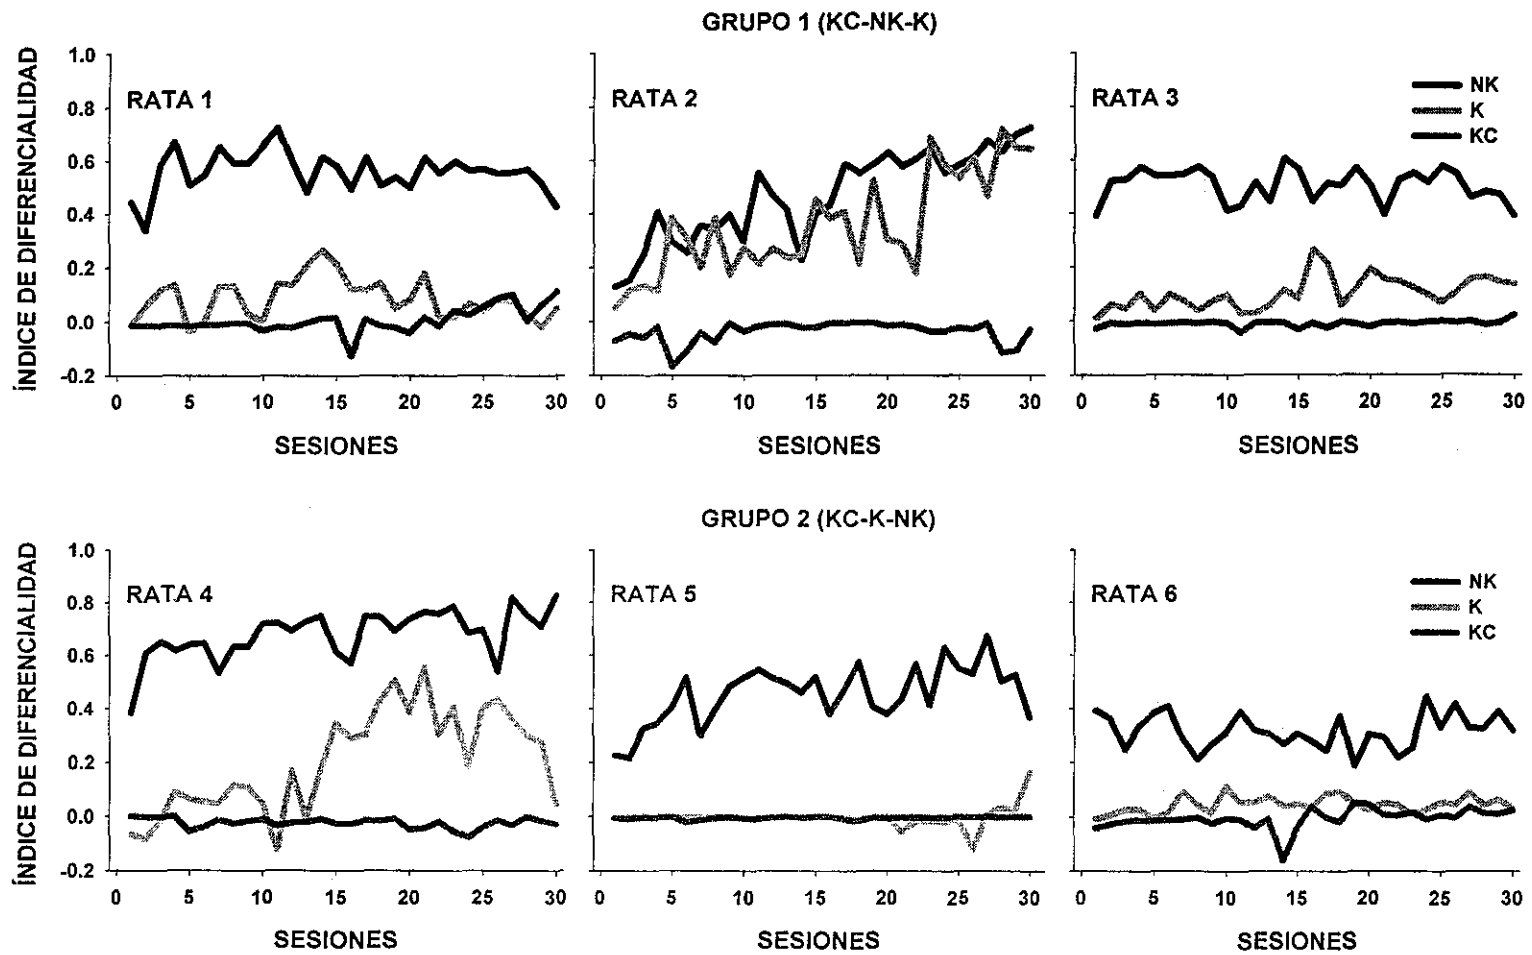 GRUPO 1 (KC-NK-K)
ÍNDICE DE DIFERENCIALIDAD
1.0
0.8
0.6
0.4
0.2
0.0
-0.2
RATA 1
RATA 2
RATA 3
NK
K
KC
0 5 10 15 20 25 30
0 5 10 15 20 25 30
0 5 10 15 20 25 30
SESIONES
SESIONES
SESIONES
GRUPO 2 (KC-K-NK)
ÍNDICE DE DIFERENCIALIDAD
1.0
0.8
0.6
0.4
0.2
0.0
-0.2
RATA 4
RATA 5
RATA 6
NK
K
KC
0 5 10 15 20 25 30
0 5 10 15 20 25 30
0 5 10 15 20 25 30
SESIONES
SESIONES
SESIONES